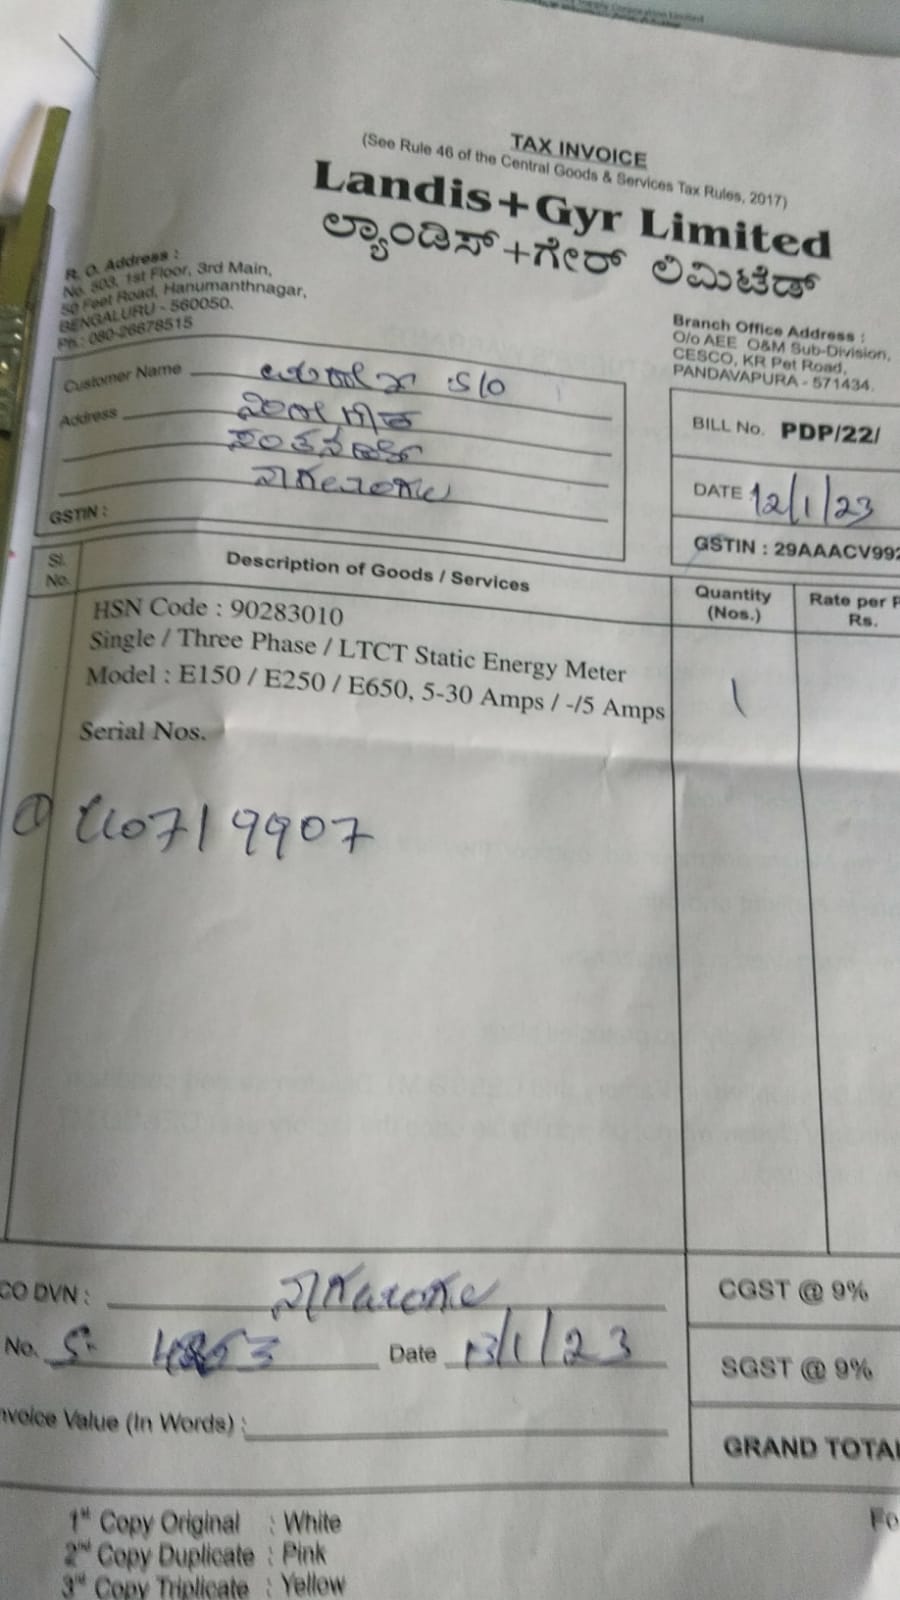 TAX INVOICE
(See Rule 46 of the Central Goods & Services Tax Rules, 2017)
Landis+Gyr Limited
ಲ್ಯಾಂಡಿಸ್+ಗೇರ್ ಲಿಮಿಟೆಡ್
R. O. Address :
No. 503, 1st Floor, 3rd Main,
50 Feet Road, Hanumanthnagar,
BENGALURU - 560050.
Ph.: 080-26678515
Branch Office Address :
O/o AEE O&M Sub-Division,
CESCO, KR Pet Road,
PANDAVAPURA - 571434.
Customer Name S/O
Address
GSTIN :
BILL No. PDP/22/
DATE 12/1/23
GSTIN : 29AAACV992
Sl. No. Description of Goods / Services Quantity (Nos.) Rate per Rs.
HSN Code : 90283010
Single / Three Phase / LTCT Static Energy Meter
Model : E150 / E250 / E650, 5-30 Amps / -/5 Amps 1
Serial Nos.
CO DVN :
No. Date 13/1/23
Invoice Value (In Words) :
CGST @ 9%
SGST @ 9%
GRAND TOTAL
1st Copy Original : White
2nd Copy Duplicate : Pink
3rd Copy Triplicate : Yellow